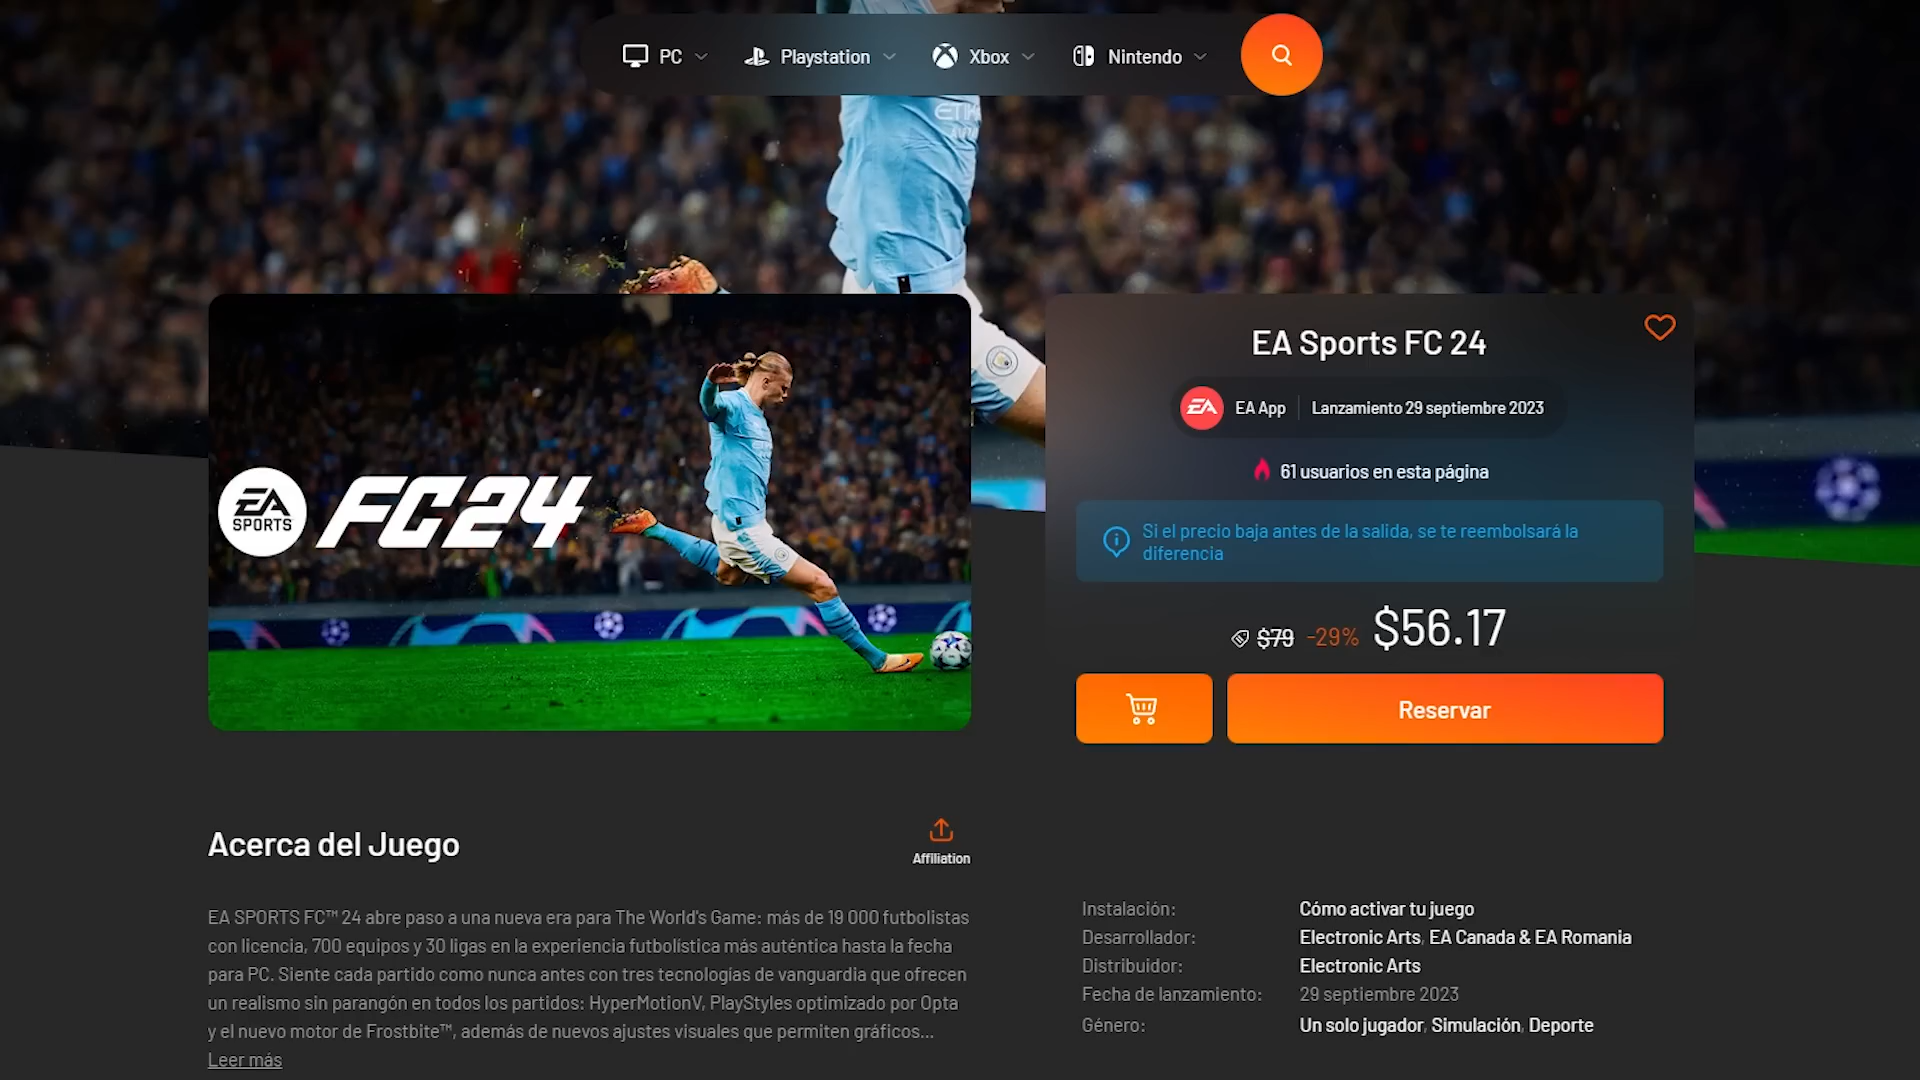 PC
Playstation
Xbox
Nintendo
ETIH
EA Sports FC 24
EA App
Lanzamiento 29 septiembre 2023
61 usuarios en esta página
Si el precio baja antes de la salida, se te reembolsará la
diferencia
$79 -29% $56.17
Reservar
EA
SPORTS
FC24
Acerca del Juego
Affiliation
EA SPORTS FC™ 24 abre paso a una nueva era para The World's Game: más de 19 000 futbolistas
con licencia, 700 equipos y 30 ligas en la experiencia futbolística más auténtica hasta la fecha
para PC. Siente cada partido como nunca antes con tres tecnologías de vanguardia que ofrecen
un realismo sin parangón en todos los partidos: HyperMotionV, PlayStyles optimizado por Opta
y el nuevo motor de Frostbite™, además de nuevos ajustes visuales que permiten gráficos...
Leer más
Instalación: Cómo activar tu juego
Desarrollador: Electronic Arts, EA Canada & EA Romania
Distribuidor: Electronic Arts
Fecha de lanzamiento: 29 septiembre 2023
Género: Un solo jugador, Simulación, Deporte